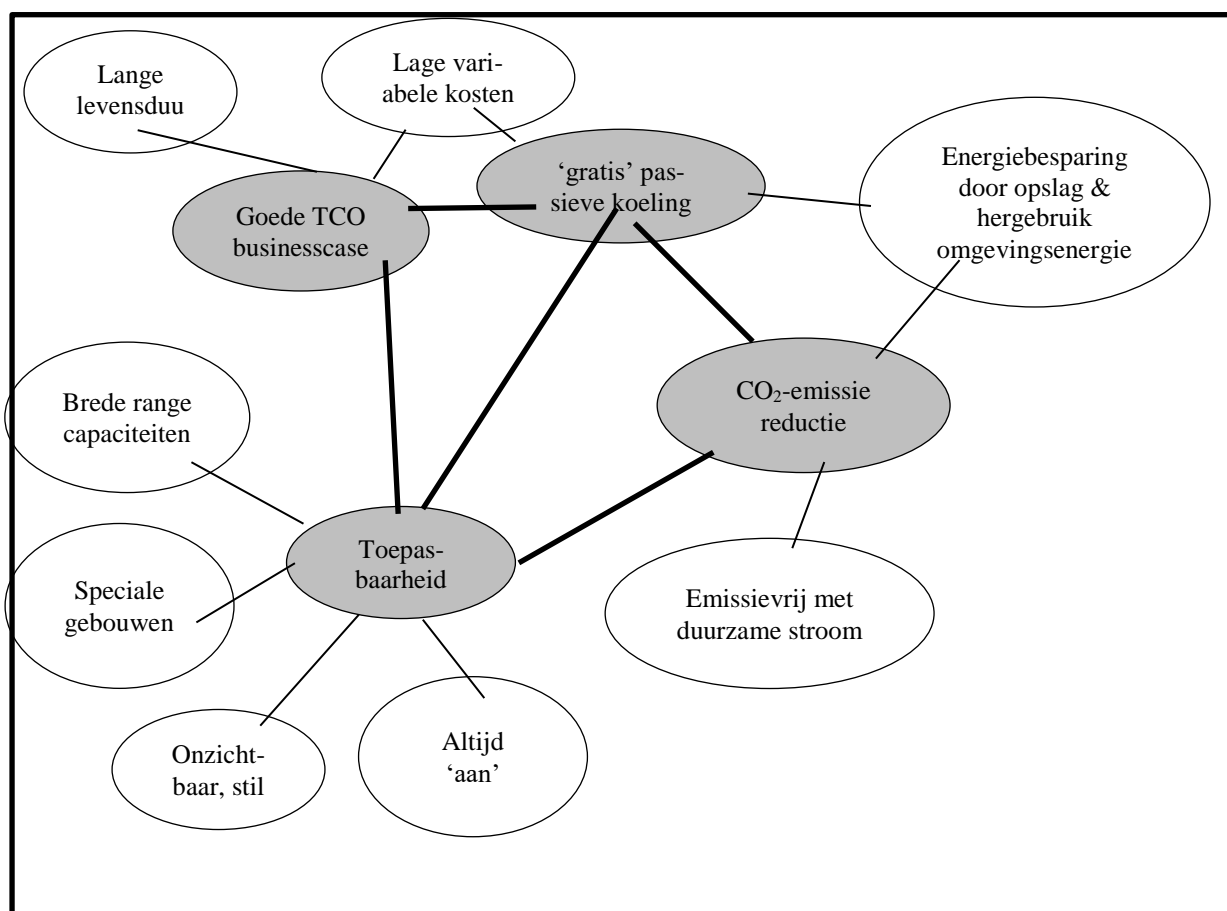 Lange
levensduu
Lage vari-
abele kosten
‘gratis’ pas-
sieve koeling
Energiebesparing
door opslag &
hergebruik
omgevingsenergie
Goede TCO
businesscase
CO₂-emissie
reductie
Brede range
capaciteiten
Toepas-
baarheid
Speciale
gebouwen
Emissievrij met
duurzame stroom
Onzicht-
baar, stil
Altijd
‘aan’